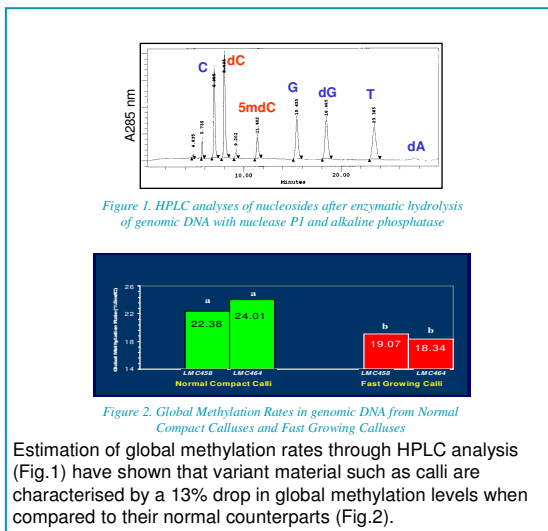 C
dC
5mdC
G
dG
T
dA
A285 nm
10.00
20.00
Minutes
Figure 1. HPLC analyses of nucleosides after enzymatic hydrolysis
of genomic DNA with nuclease P1 and alkaline phosphatase
26
22
18
14
a
a
b
b
22.38
24.01
19.07
18.34
LMC458
LMC464
LMC458
LMC464
Normal Compact Calli
Fast Growing Calli
Figure 2. Global Methylation Rates in genomic DNA from Normal
Compact Calluses and Fast Growing Calluses
Estimation of global methylation rates through HPLC analysis
(Fig.1) have shown that variant material such as calli are
characterised by a 13% drop in global methylation levels when
compared to their normal counterparts (Fig.2).